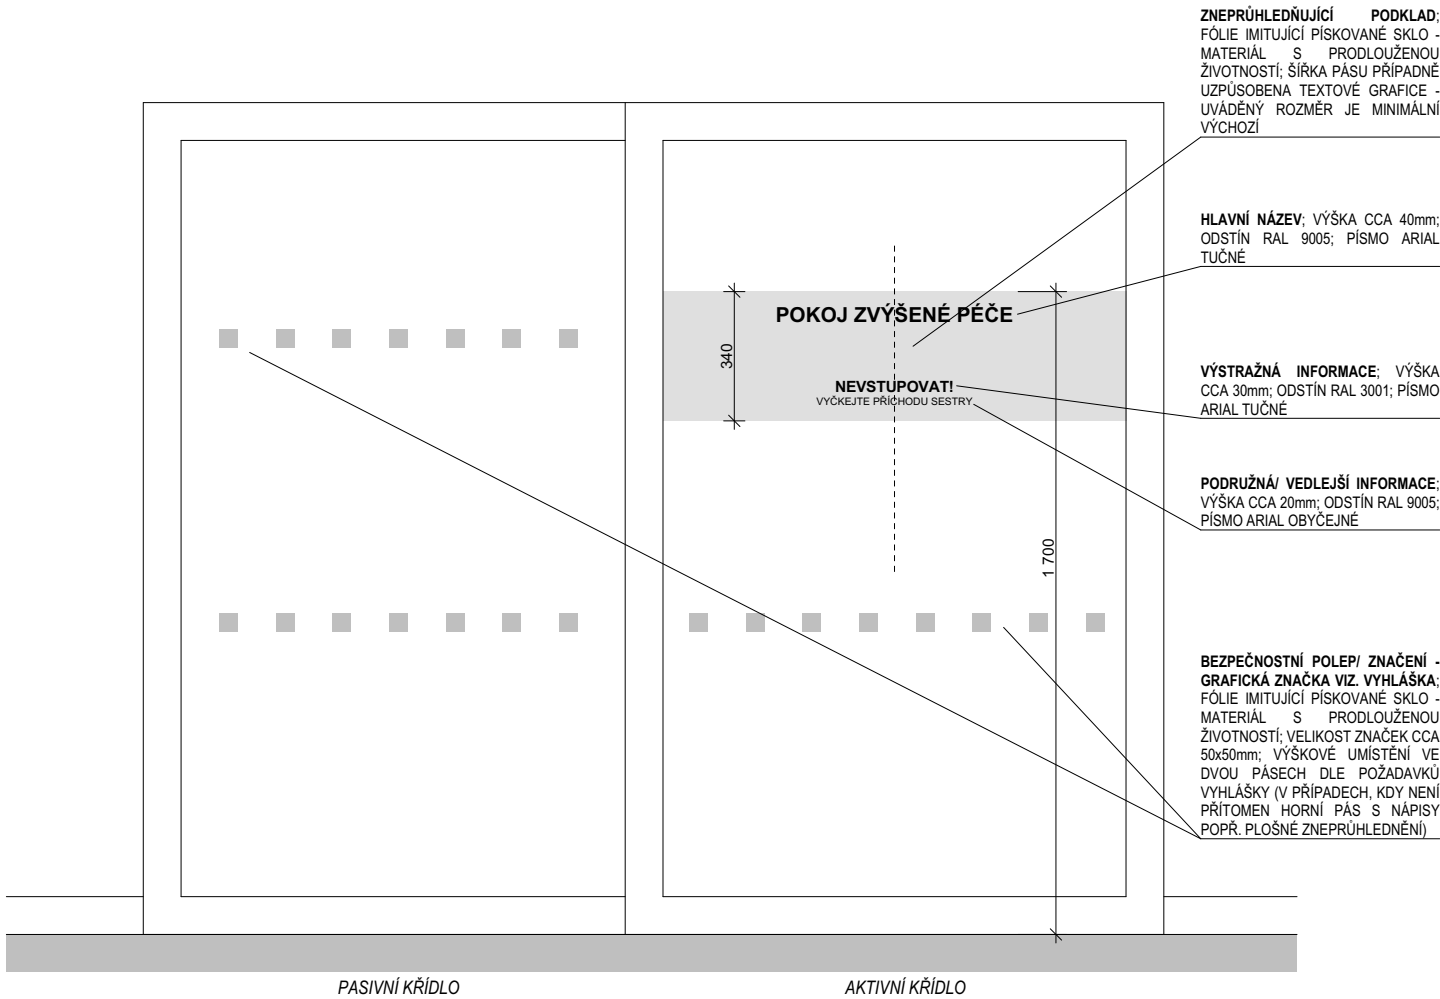 ZNEPRŮHLEDŇUJÍCÍ PODKLAD;
FÓLIE IMITUJÍCÍ PÍSKOVANÉ SKLO -
MATERIÁL S PRODLOUŽENOU
ŽIVOTNOSTÍ; ŠÍŘKA PÁSU PŘÍPADNĚ
UZPŮSOBENA TEXTOVÉ GRAFICE -
UVÁDĚNÝ ROZMĚR JE MINIMÁLNÍ
VÝCHOZÍ
HLAVNÍ NÁZEV; VÝŠKA CCA 40mm;
ODSTÍN RAL 9005; PÍSMO ARIAL
TUČNÉ
POKOJ ZVÝŠENÉ PÉČE
340
NEVSTUPOVAT!
VYČKEJTE PŘÍCHODU SESTRY
VÝSTRAŽNÁ INFORMACE; VÝŠKA
CCA 30mm; ODSTÍN RAL 3001; PÍSMO
ARIAL TUČNÉ
PODRUŽNÁ/ VEDLEJŠÍ INFORMACE;
VÝŠKA CCA 20mm; ODSTÍN RAL 9005;
PÍSMO ARIAL OBYČEJNÉ
1 700
BEZPEČNOSTNÍ POLEP/ ZNAČENÍ -
GRAFICKÁ ZNAČKA VIZ. VYHLÁŠKA;
FÓLIE IMITUJÍCÍ PÍSKOVANÉ SKLO -
MATERIÁL S PRODLOUŽENOU
ŽIVOTNOSTÍ; VELIKOST ZNAČEK CCA
50x50mm; VÝŠKOVÉ UMÍSTĚNÍ VE
DVOU PÁSECH DLE POŽADAVKŮ
VYHLÁŠKY (V PŘÍPADECH, KDY NENÍ
PŘÍTOMEN HORNÍ PÁS S NÁPISY
POPŘ. PLOŠNÉ ZNEPRŮHLEDNĚNÍ)
PASIVNÍ KŘÍDLO
AKTIVNÍ KŘÍDLO